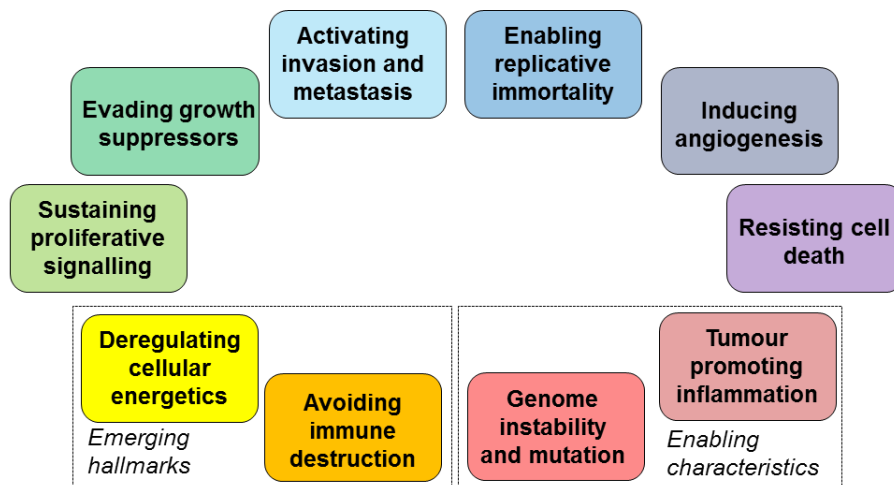 Activating
invasion and
metastasis
Enabling
replicative
immortality
Evading growth
suppressors
Inducing
angiogenesis
Sustaining
proliferative
signalling
Resisting cell
death
Deregulating
cellular
energetics
Avoiding
immune
destruction
Genome
instability
and mutation
Tumour
promoting
inflammation
Emerging
hallmarks
Enabling
characteristics